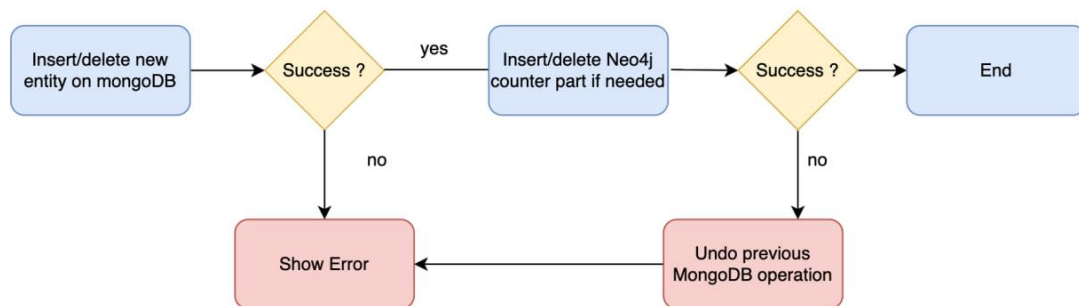 Insert/delete new
entity on mongoDB
Success ?
yes
Insert/delete Neo4j
counter part if needed
Success ?
End
no
no
Show Error
Undo previous
MongoDB operation